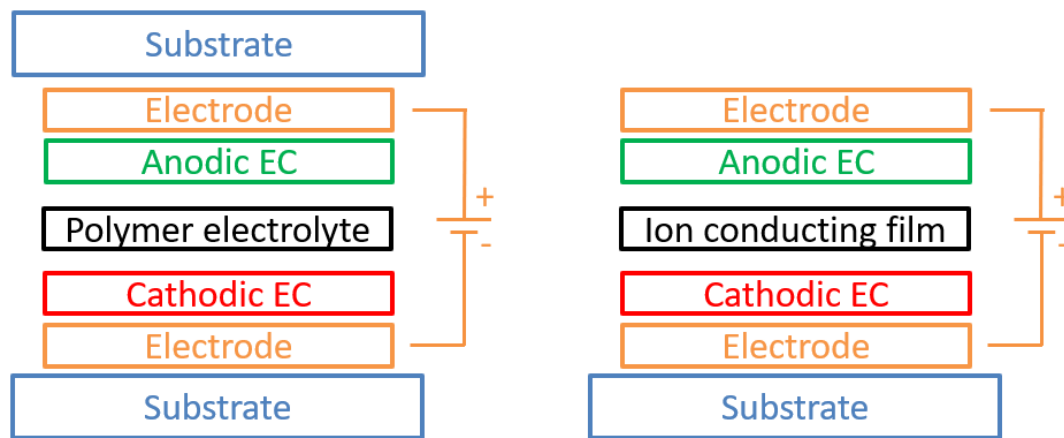 Substrate
Electrode
Anodic EC
Polymer electrolyte
Cathodic EC
Electrode
Substrate
+
-
Electrode
Anodic EC
Ion conducting film
Cathodic EC
Electrode
Substrate
+
-